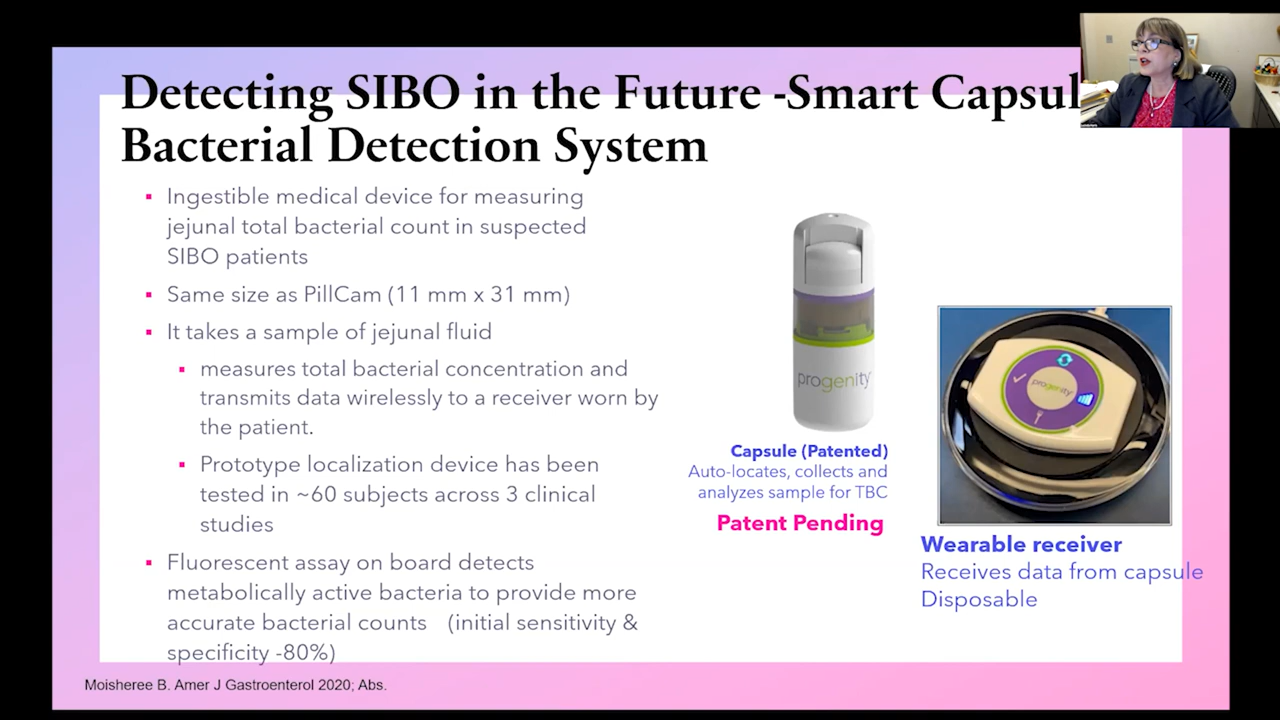 Detecting SIBO in the Future -Smart Capsul
Bacterial Detection System
Ingestible medical device for measuring
jejunal total bacterial count in suspected
SIBO patients
Same size as PillCam (11 mm x 31 mm)
It takes a sample of jejunal fluid
measures total bacterial concentration and
transmits data wirelessly to a receiver worn by
the patient.
Prototype localization device has been
tested in ~60 subjects across 3 clinical
studies
Fluorescent assay on board detects
metabolically active bacteria to provide more
accurate bacterial counts (initial sensitivity &
specificity -80%)
progenity
Capsule (Patented)
Auto-locates, collects and
analyzes sample for TBC
Patent Pending
progenity
Wearable receiver
Receives data from capsule
Disposable
Moisheree B. Amer J Gastroenterol 2020; Abs.